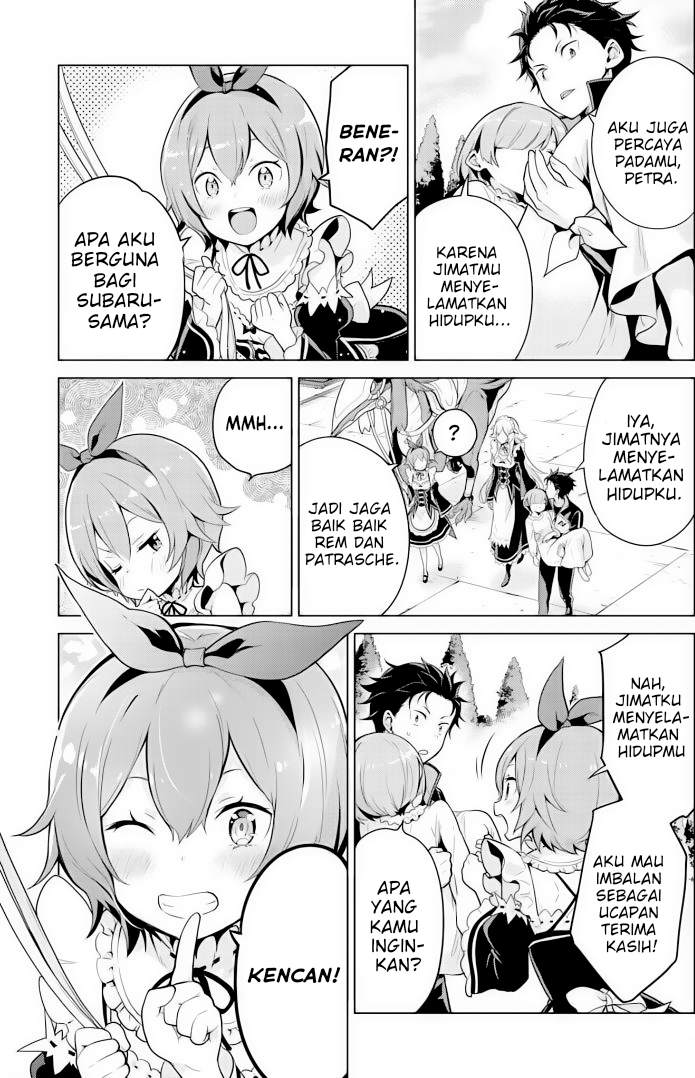 AKU JUGA
PERCAYA
PADAMU,
PETRA.
KARENA
JIMATMU
MENYE-
LAMATKAN
HIDUPKU...
BENE-
RAN?!
APA AKU
BERGUNA
BAGI
SUBARU-
SAMA?
IYA,
JIMATNYA
MENYE-
LAMATKAN
HIDUPKU.
?
JADI JAGA
BAIK BAIK
REM DAN
PATRASCHE.
MMH...
NAH,
JIMATKU
MENYELA-
MATKAN
HIDUPMU
AKU MAU
IMBALAN
SEBAGAI
UCAPAN
TERIMA
KASIH!
APA
YANG
KAMU
INGIN-
KAN?
KENCAN!